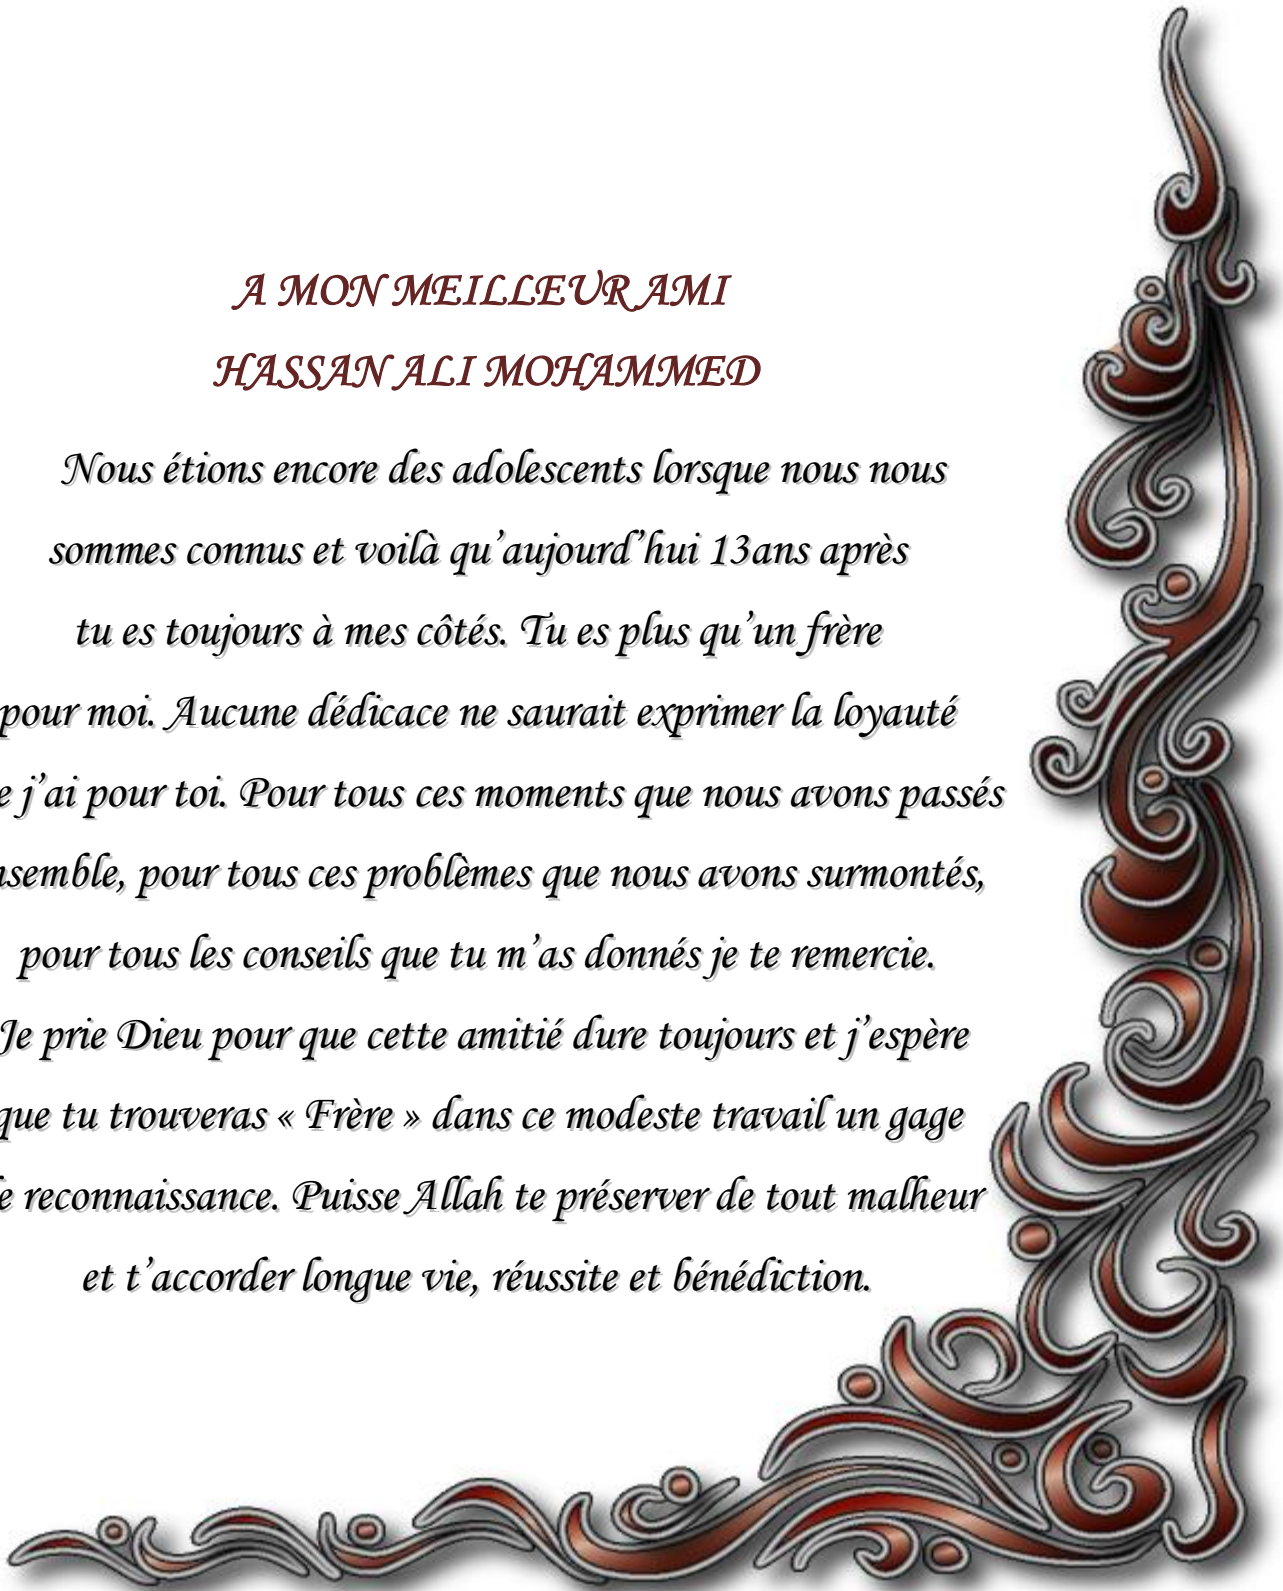 A MON MEILLEUR AMI
HASSAN ALI MOHAMMED
Nous étions encore des adolescents lorsque nous nous
sommes connus et voilà qu’aujourd’hui 13ans après
tu es toujours à mes côtés. Tu es plus qu’un frère
pour moi. Aucune dédicace ne saurait exprimer la loyauté
e j’ai pour toi. Pour tous ces moments que nous avons passés
nsemble, pour tous ces problèmes que nous avons surmontés,
pour tous les conseils que tu m’as donnés je te remercie.
Je prie Dieu pour que cette amitié dure toujours et j’espère
que tu trouveras « Frère » dans ce modeste travail un gage
e reconnaissance. Puisse Allah te préserver de tout malheur
et t’accorder longue vie, réussite et bénédiction.